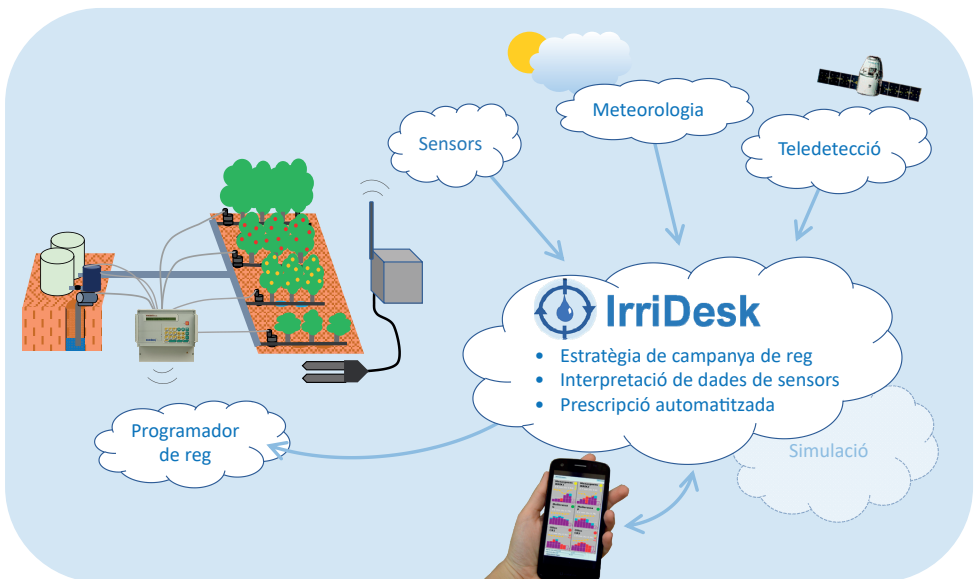 Meteorologia
Sensors
Teledetecció
IrriDesk
• Estratègia de campanya de reg
• Interpretació de dades de sensors
• Prescripció automatitzada
Programador
de reg
Simulació